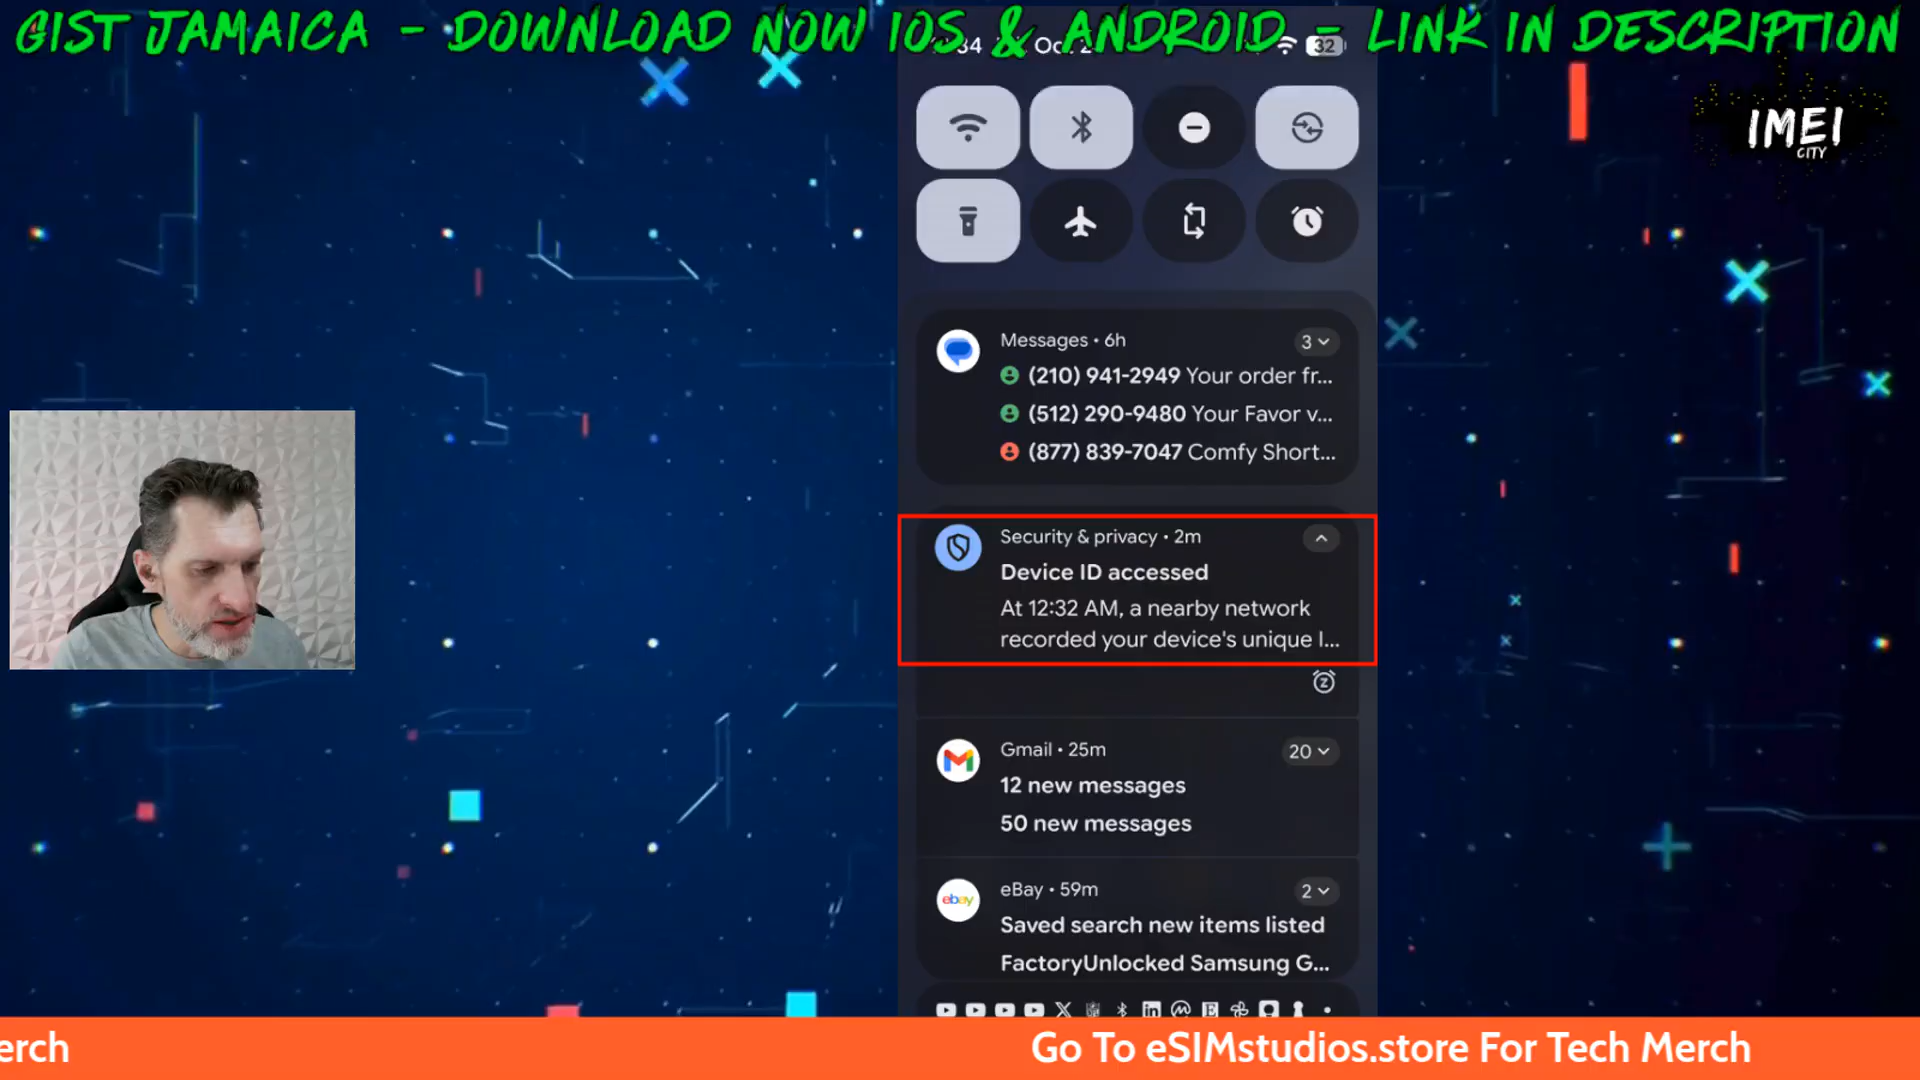 GIST JAMAICA - DOWNLOAD NOW IOS & ANDROID - LINK IN DESCRIPTION
32
IMEI
CITY
Messages • 6h
3
(210) 941-2949 Your order fr...
(512) 290-9480 Your Favor v...
(877) 839-7047 Comfy Short...
Security & privacy • 2m
Device ID accessed
At 12:32 AM, a nearby network
recorded your device's unique I...
Gmail • 25m
20
12 new messages
50 new messages
ebay
eBay • 59m
2
Saved search new items listed
FactoryUnlocked Samsung G...
erch
Go To eSIMstudios.store For Tech Merch